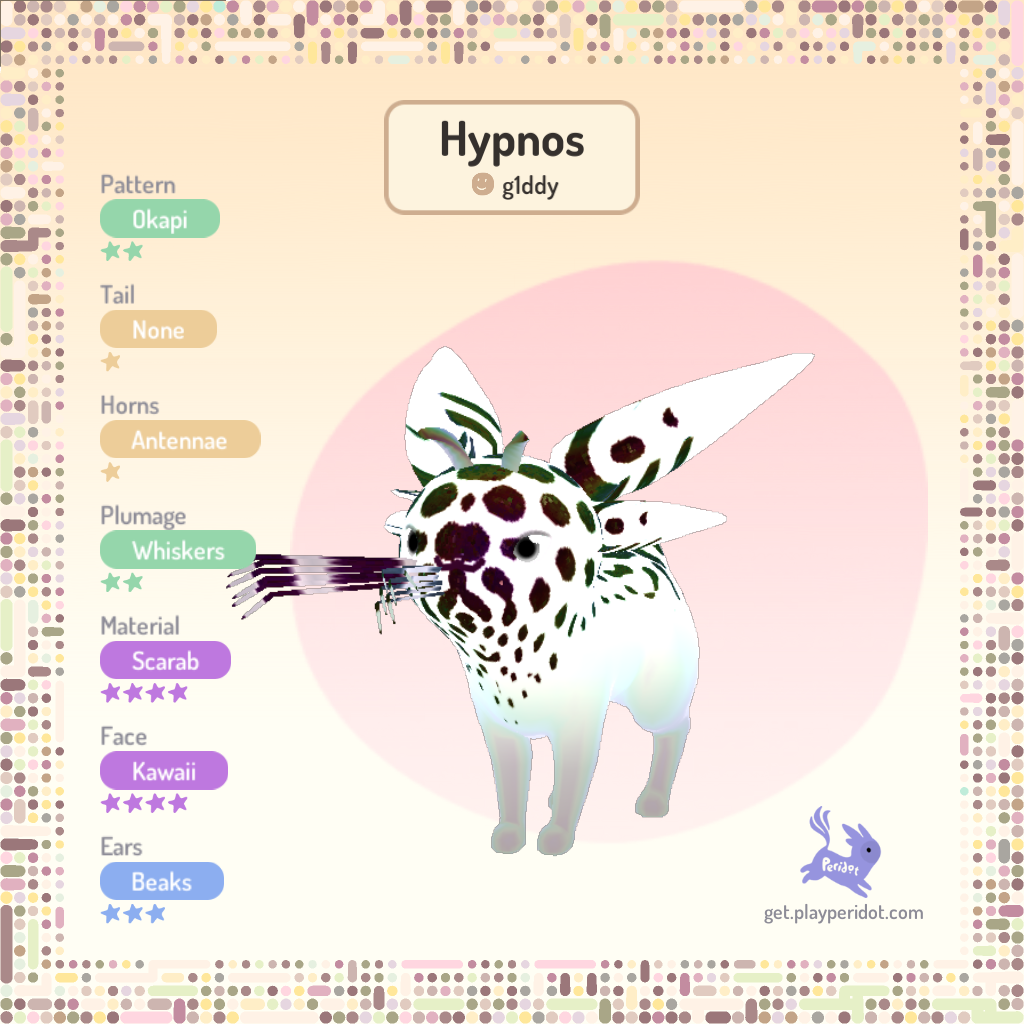 Hypnos
g1ddy
Pattern
Okapi
Tail
None
Horns
Antennae
Plumage
Whiskers
Material
Scarab
Face
Kawaii
Ears
Beaks
Peridot
get.playperidot.com